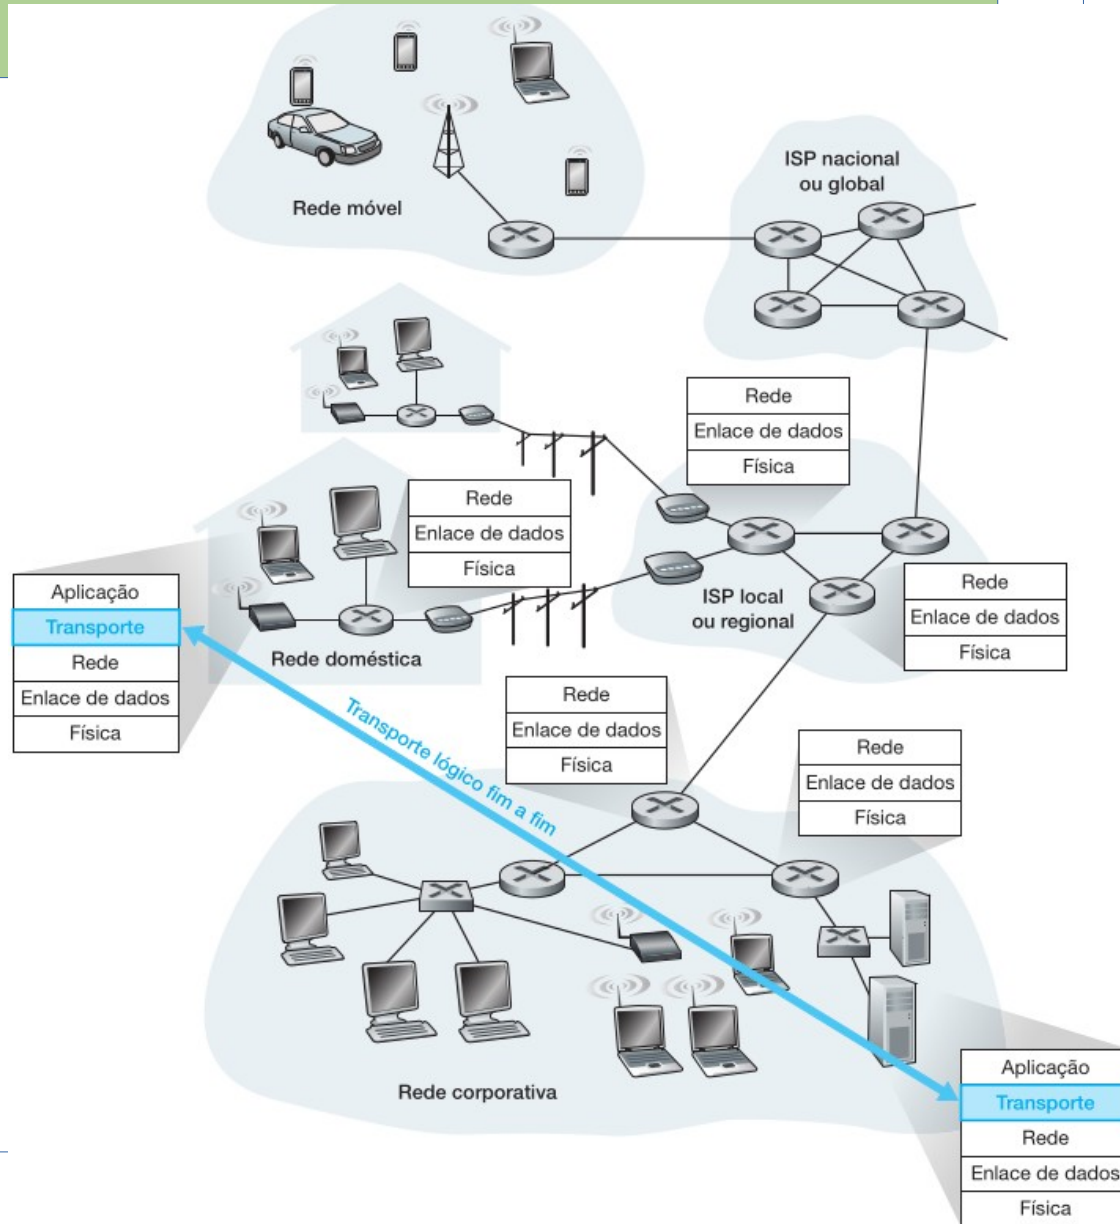 Rede móvel
ISP nacional
ou global
Rede
Enlace de dados
Física
Rede
Enlace de dados
Física
Aplicação
Transporte
Rede
Enlace de dados
Física
Rede doméstica
ISP local
ou regional
Rede
Enlace de dados
Física
Rede
Enlace de dados
Física
Transporte lógico fim a fim
Rede
Enlace de dados
Física
Rede corporativa
Aplicação
Transporte
Rede
Enlace de dados
Física